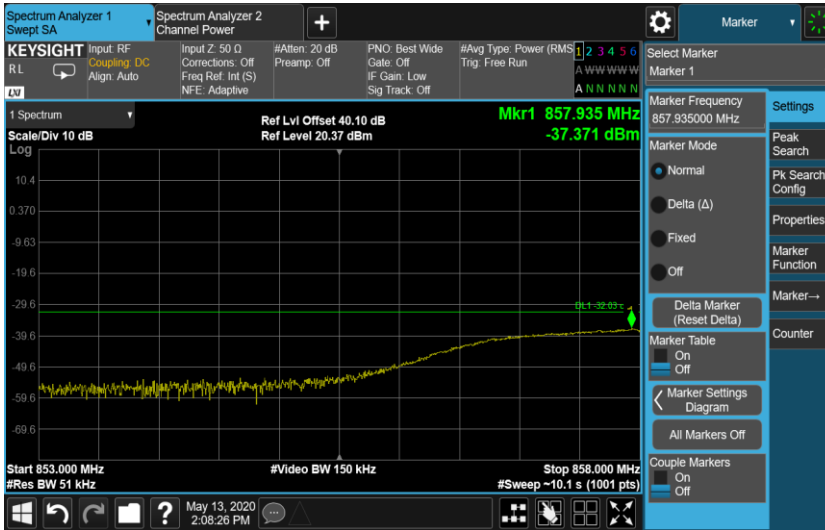 Spectrum Analyzer 1
Swept SA
Spectrum Analyzer 2
Channel Power
+
Marker
KEYSIGHT
RL
LXI
Input: RF
Coupling: DC
Align: Auto
Input Z: 50 Ω
Corrections: Off
Freq Ref: Int (S)
NFE: Adaptive
#Atten: 20 dB
Preamp: Off
PNO: Best Wide
Gate: Off
IF Gain: Low
Sig Track: Off
#Avg Type: Power (RMS
Trig: Free Run
1 2 3 4 5 6
A W W W W W
A N N N N N
Select Marker
Marker 1
1 Spectrum
Scale/Div 10 dB
Log
Ref Lvl Offset 40.10 dB
Ref Level 20.37 dBm
Mkr1 857.935 MHz
-37.371 dBm
10.4
0.370
-9.63
-19.6
-29.6
-39.6
-49.6
-59.6
-69.6
DL1 -32.03
1
Start 853.000 MHz
#Res BW 51 kHz
#Video BW 150 kHz
Stop 858.000 MHz
#Sweep ~10.1 s (1001 pts)
Marker Frequency
857.935000 MHz
Marker Mode
Normal
Delta (Δ)
Fixed
Off
Delta Marker
(Reset Delta)
Marker Table
On
Off
Marker Settings
Diagram
All Markers Off
Couple Markers
On
Off
Settings
Peak
Search
Pk Search
Config
Properties
Marker
Function
Marker→
Counter
?
May 13, 2020
2:08:26 PM